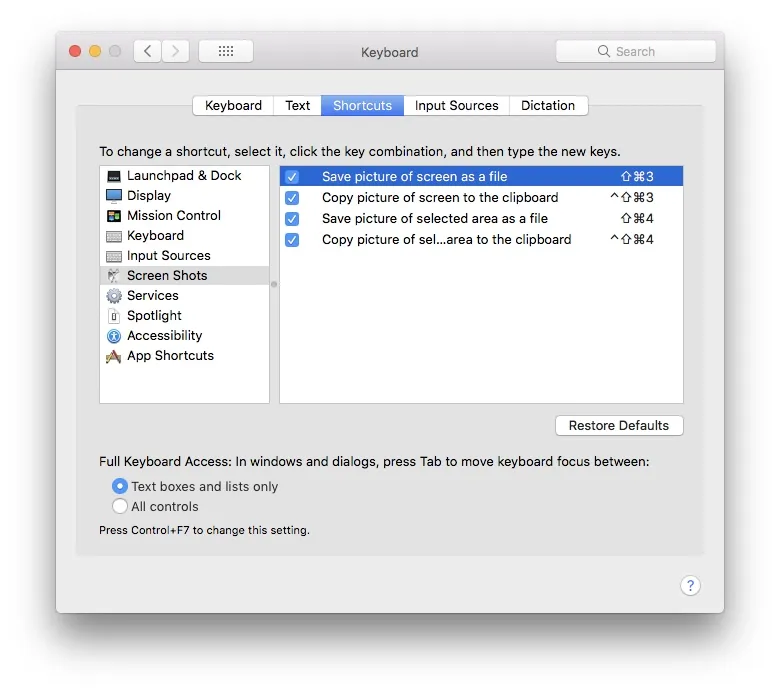 Keyboard
Search
Keyboard Text Shortcuts Input Sources Dictation
To change a shortcut, select it, click the key combination, and then type the new keys.
Launchpad & Dock
Display
Mission Control
Keyboard
Input Sources
Screen Shots
Services
Spotlight
Accessibility
App Shortcuts
Save picture of screen as a file ⇧⌘3
Copy picture of screen to the clipboard ^⇧⌘3
Save picture of selected area as a file ⇧⌘4
Copy picture of sel...area to the clipboard ^⇧⌘4
Restore Defaults
Full Keyboard Access: In windows and dialogs, press Tab to move keyboard focus between:
Text boxes and lists only
All controls
Press Control+F7 to change this setting.
?